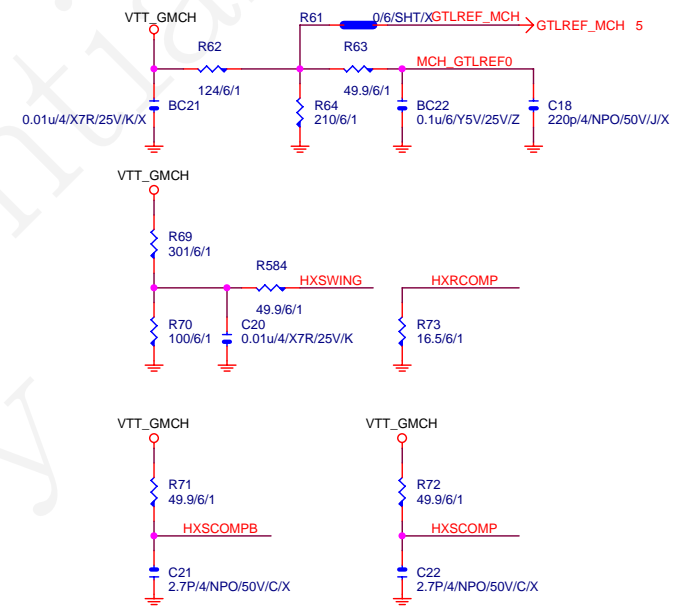 VTT_GMCH
R61
0/6/SHT/X
GTLREF_MCH
GTLREF_MCH 5
R62
R63
MCH_GTLREF0
124/6/1
49.9/6/1
BC21
0.01u/4/X7R/25V/K/X
R64
210/6/1
BC22
0.1u/6/Y5V/25V/Z
C18
220p/4/NPO/50V/J/X
VTT_GMCH
R69
301/6/1
R584
HXSWING
HXRCOMP
49.9/6/1
R70
100/6/1
C20
0.01u/4/X7R/25V/K
R73
16.5/6/1
VTT_GMCH
VTT_GMCH
R71
49.9/6/1
R72
49.9/6/1
HXSCOMPB
HXSCOMP
C21
2.7P/4/NPO/50V/C/X
C22
2.7P/4/NPO/50V/C/X